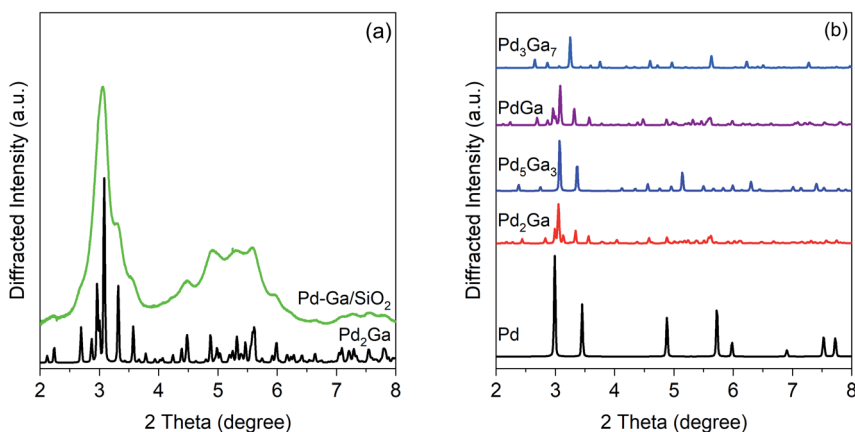 (a)
Diffracted Intensity (a.u.)
Pd-Ga/SiO₂
Pd₂Ga
2 3 4 5 6 7 8
2 Theta (degree)
(b)
Diffracted Intensity (a.u.)
Pd₃Ga₇
PdGa
Pd₅Ga₃
Pd₂Ga
Pd
2 3 4 5 6 7 8
2 Theta (degree)